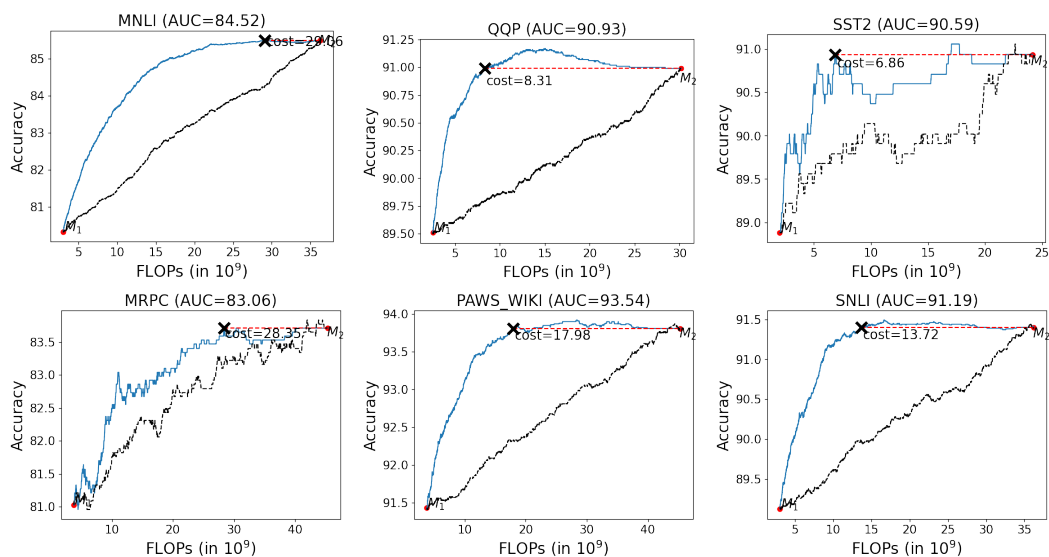 MNLI (AUC=84.52)
85
84
83
82
81
Accuracy
M1
M2
5 10 15 20 25 30 35
FLOPs (in 10^9)
QQP (AUC=90.93)
91.25
91.00
90.75
90.50
90.25
90.00
89.75
89.50
Accuracy
cost=8.31
M1
M2
5 10 15 20 25 30
FLOPs (in 10^9)
SST2 (AUC=90.59)
91.0
90.5
90.0
89.5
89.0
Accuracy
cost=6.86
M1
M2
5 10 15 20 25
FLOPs (in 10^9)
MRPC (AUC=83.06)
83.5
83.0
82.5
82.0
81.5
81.0
Accuracy
cost=28.35
M2
10 20 30 40
FLOPs (in 10^9)
PAWS_WIKI (AUC=93.54)
94.0
93.5
93.0
92.5
92.0
91.5
Accuracy
cost=17.98
M1
M2
10 20 30 40
FLOPs (in 10^9)
SNLI (AUC=91.19)
91.5
91.0
90.5
90.0
89.5
Accuracy
cost=13.72
M1
M2
5 10 15 20 25 30 35
FLOPs (in 10^9)